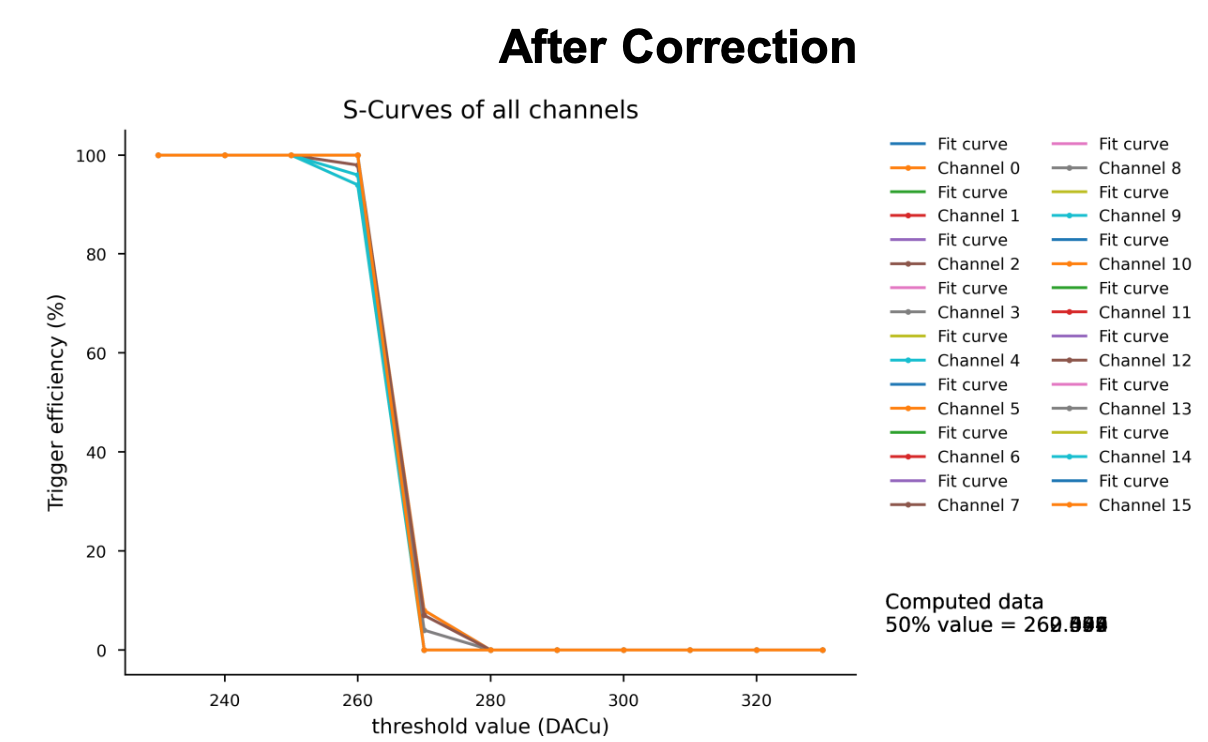 After Correction
S-Curves of all channels
100
80
60
40
20
0
Trigger efficiency (%)
240
260
280
300
320
threshold value (DACu)
Fit curve
Channel 0
Fit curve
Channel 1
Fit curve
Channel 2
Fit curve
Channel 3
Fit curve
Channel 4
Fit curve
Channel 5
Fit curve
Channel 6
Fit curve
Channel 7
Fit curve
Channel 8
Fit curve
Channel 9
Fit curve
Channel 10
Fit curve
Channel 11
Fit curve
Channel 12
Fit curve
Channel 13
Fit curve
Channel 14
Fit curve
Channel 15
Computed data
50% value =